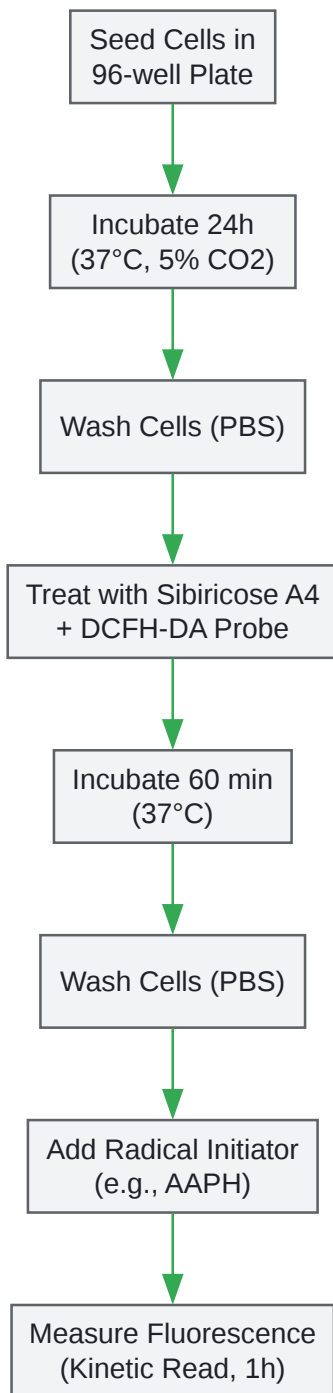 Seed Cells in
96-well Plate
Incubate 24h
(37°C, 5% CO2)
Wash Cells (PBS)
Treat with Sibiricose A4
+ DCFH-DA Probe
Incubate 60 min
(37°C)
Wash Cells (PBS)
Add Radical Initiator
(e.g., AAPH)
Measure Fluorescence
(Kinetic Read, 1h)